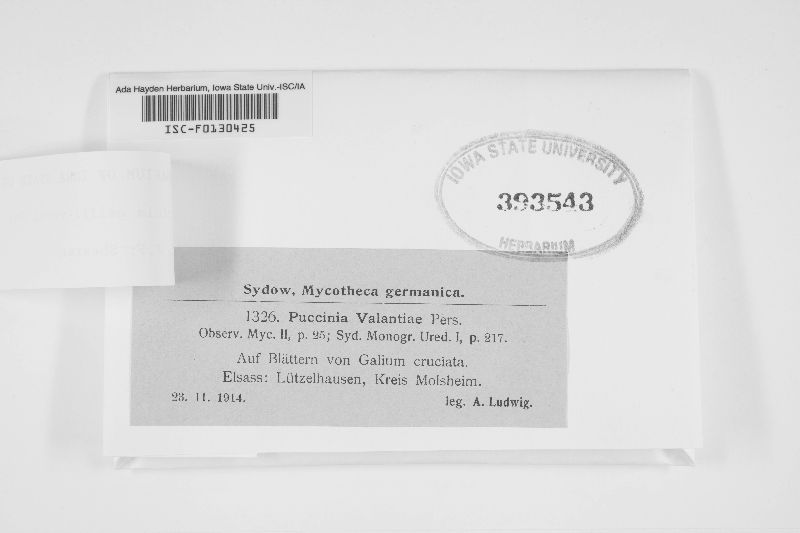 Ada Hayden Herbarium, Iowa State Univ.-ISC/IA
ISC-F0130425
IOWA STATE UNIVERSITY
393543
HERBARIUM
Sydow, Mycotheca germanica.
1326. Puccinia Valantiae Pers.
Observ. Myc. II, p. 25; Syd. Monogr. Ured. I, p. 217.
Auf Blättern von Galium cruciata.
Elsass: Lützelhausen, Kreis Molsheim.
23. 11. 1914. leg. A. Ludwig.